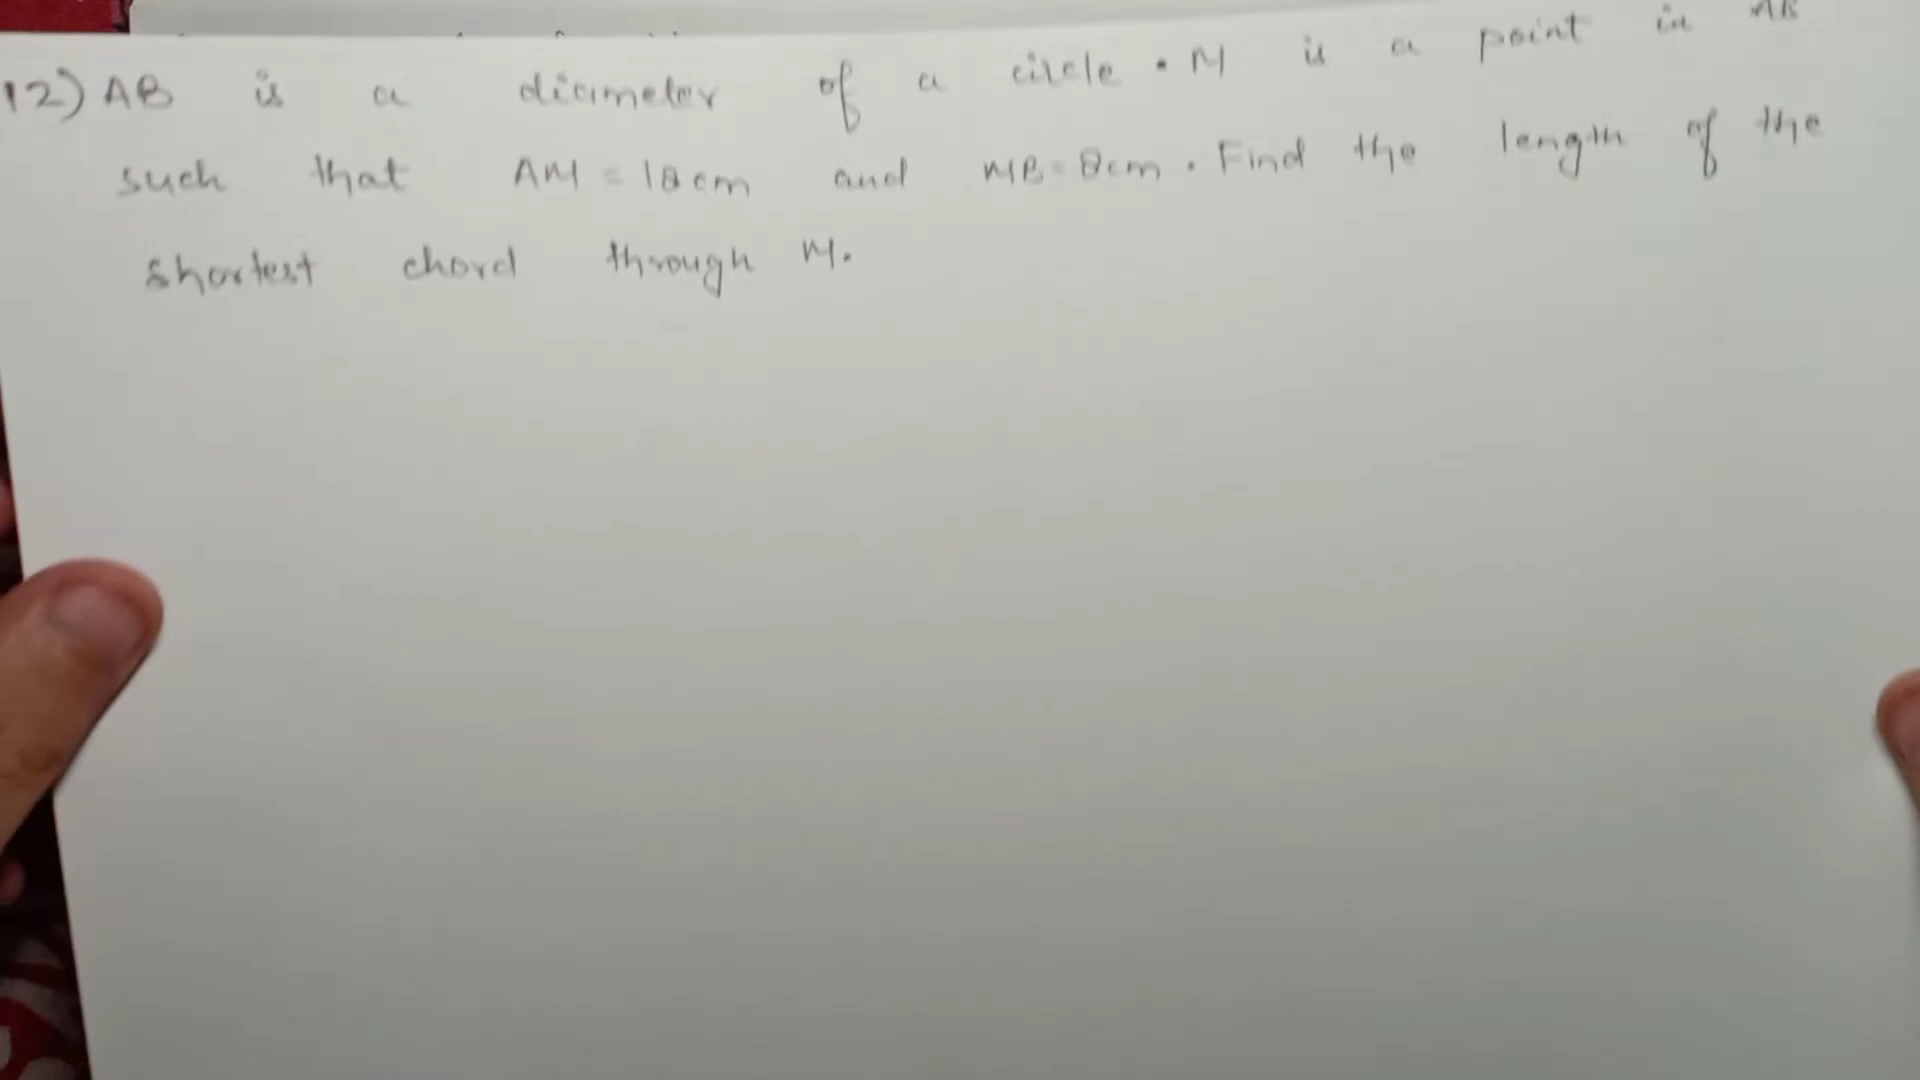 12) AB is a diameter of a circle . M is a point in AB
such that AM = 18 cm and MB = 8cm . Find the length of the
shortest chord through M.